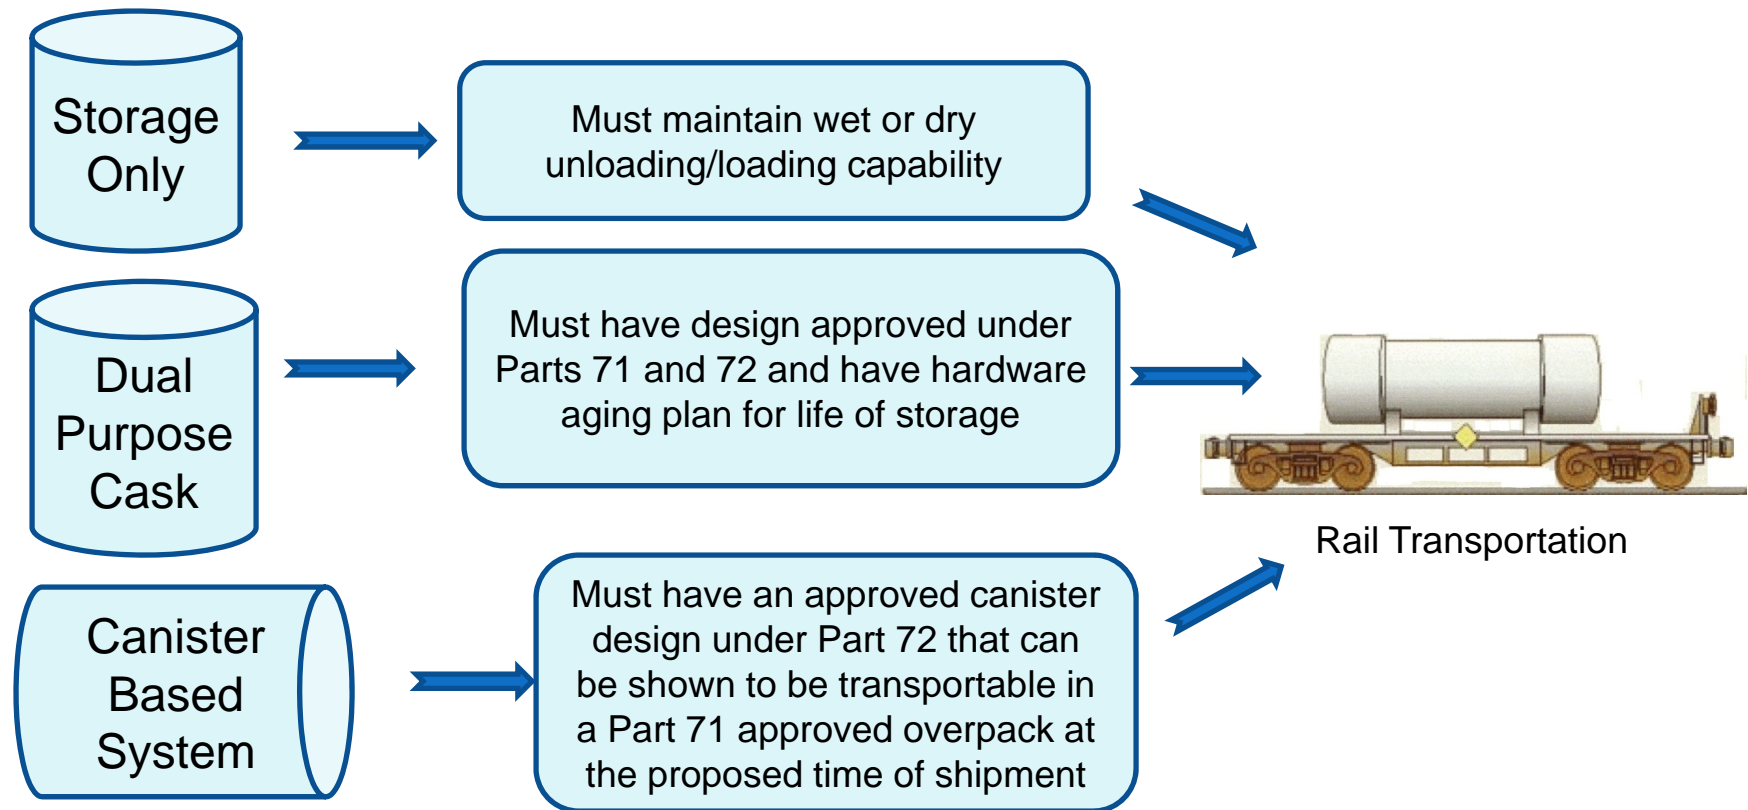 Storage
Only
Must maintain wet or dry
unloading/loading capability
Dual
Purpose
Cask
Must have design approved under
Parts 71 and 72 and have hardware
aging plan for life of storage
Rail Transportation
Canister
Based
System
Must have an approved canister
design under Part 72 that can
be shown to be transportable in
a Part 71 approved overpack at
the proposed time of shipment